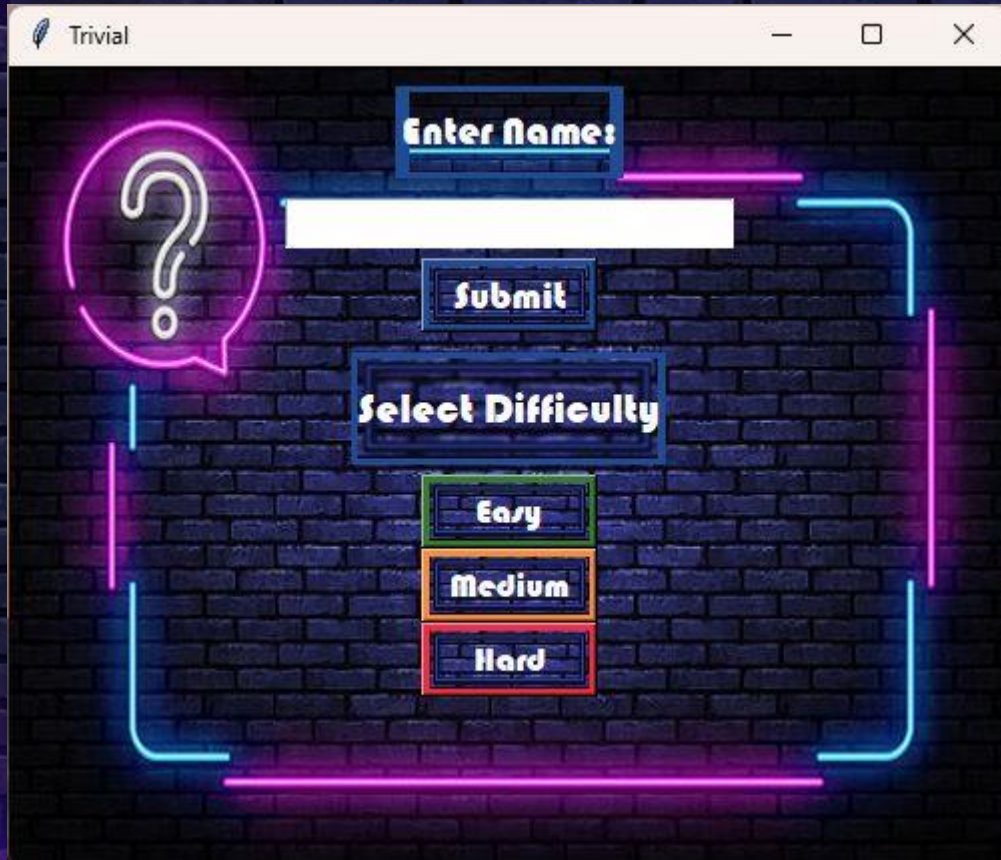 Trivial
Enter Name:
Submit
Select Difficulty
Easy
Medium
Hard